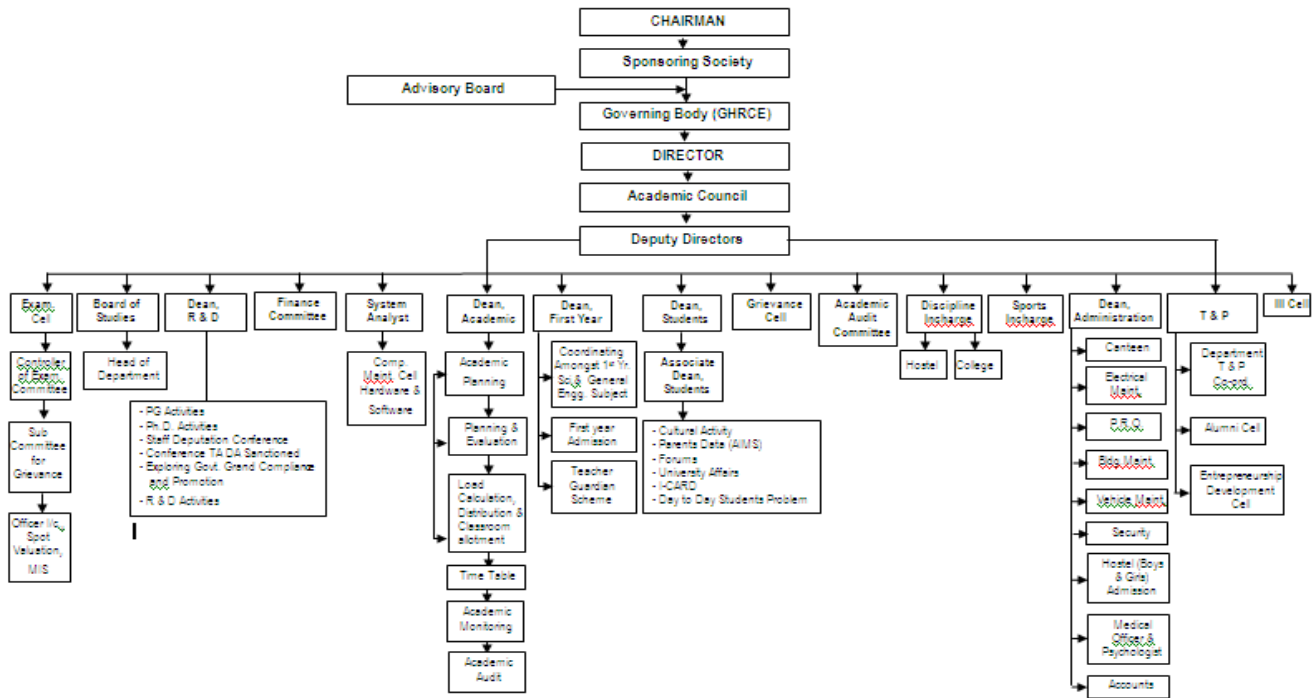 CHAIRMAN
Sponsoring Society
Advisory Board
Governing Body (GHRCE)
DIRECTOR
Academic Council
Deputy Directors
Exam.
Cell
Board of
Studies
Dean,
R & D
Finance
Committee
System
Analyst
Dean,
Academic
Dean,
First Year
Dean,
Students
Grievance
Cell
Academic
Audit
Committee
Discipline
Incharge
Sports
Incharge
Dean,
Administration
T & P
III Cell
Controller
of Exam.
Committee
Sub
Committee
for
Grievance
Officer I/c,
Spot
Valuation,
MIS
Head of
Department
- PG Activities
- Ph.D. Activities
- Staff Deputation Conference
- Conference TA DA Sanctioned
- Exploring Govt. Grand Compliance
and Promotion
- R & D Activities
Comp.
Maint. Cell
Hardware &
Software
Academic
Planning
Planning &
Evaluation
Load
Calculation,
Distribution &
Classroom
allotment
Time Table
Academic
Monitoring
Academic
Audit
Coordinating
Amongst 1st Yr.
Sci.& General
Engg. Subject
First year
Admission
Teacher
Guardian
Scheme
Associate
Dean,
Students
- Cultural Activity
- Parents Data (AIMS)
- Forums
- University Affairs
- I-CARD
- Day to Day Students Problem
Hostel
College
Canteen
Electrical
Maint.
P.R.O.
Bldg Maint.
Vehicle Maint.
Security
Hostel (Boys
& Girls)
Admission
Medical
Officer &
Psychologist
Accounts
Department
T & P
Co-ord.
Alumni Cell
Entrepreneurship
Development
Cell